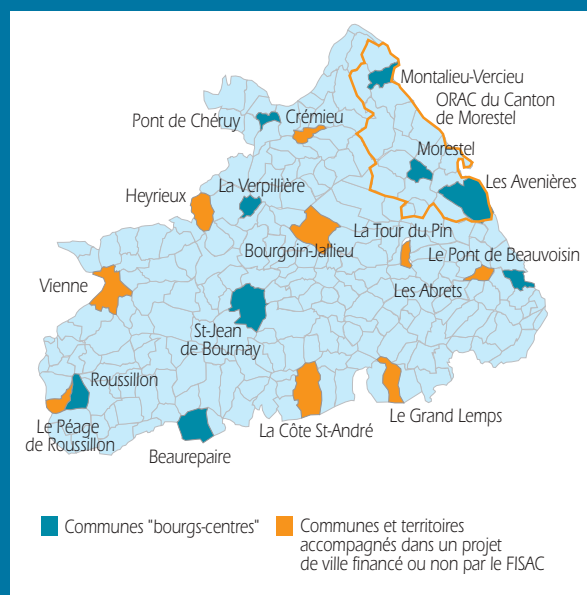 Montalieu-Vercieu
ORAC du Canton
de Morestel
Pont de Chéruy
Crémieu
Morestel
Les Avenières
La Verpillière
Heyrieux
La Tour du Pin
Bourgoin-Jallieu
Le Pont de Beauvoisin
Vienne
Les Abrets
St-Jean
de Bournay
Roussillon
Le Grand Lemps
Le Péage
de Roussillon
La Côte St-André
Beaurepaire
Communes "bourgs-centres"
Communes et territoires
accompagnés dans un projet
de ville financé ou non par le FISAC